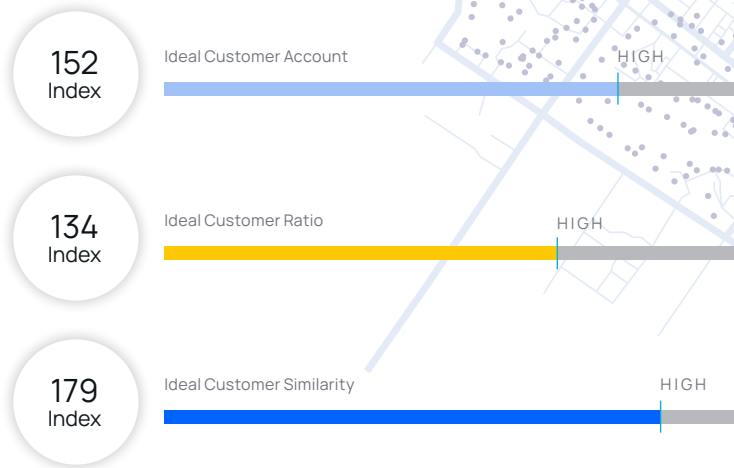 152
Index
Ideal Customer Account
HIGH
134
Index
Ideal Customer Ratio
HIGH
179
Index
Ideal Customer Similarity
HIGH